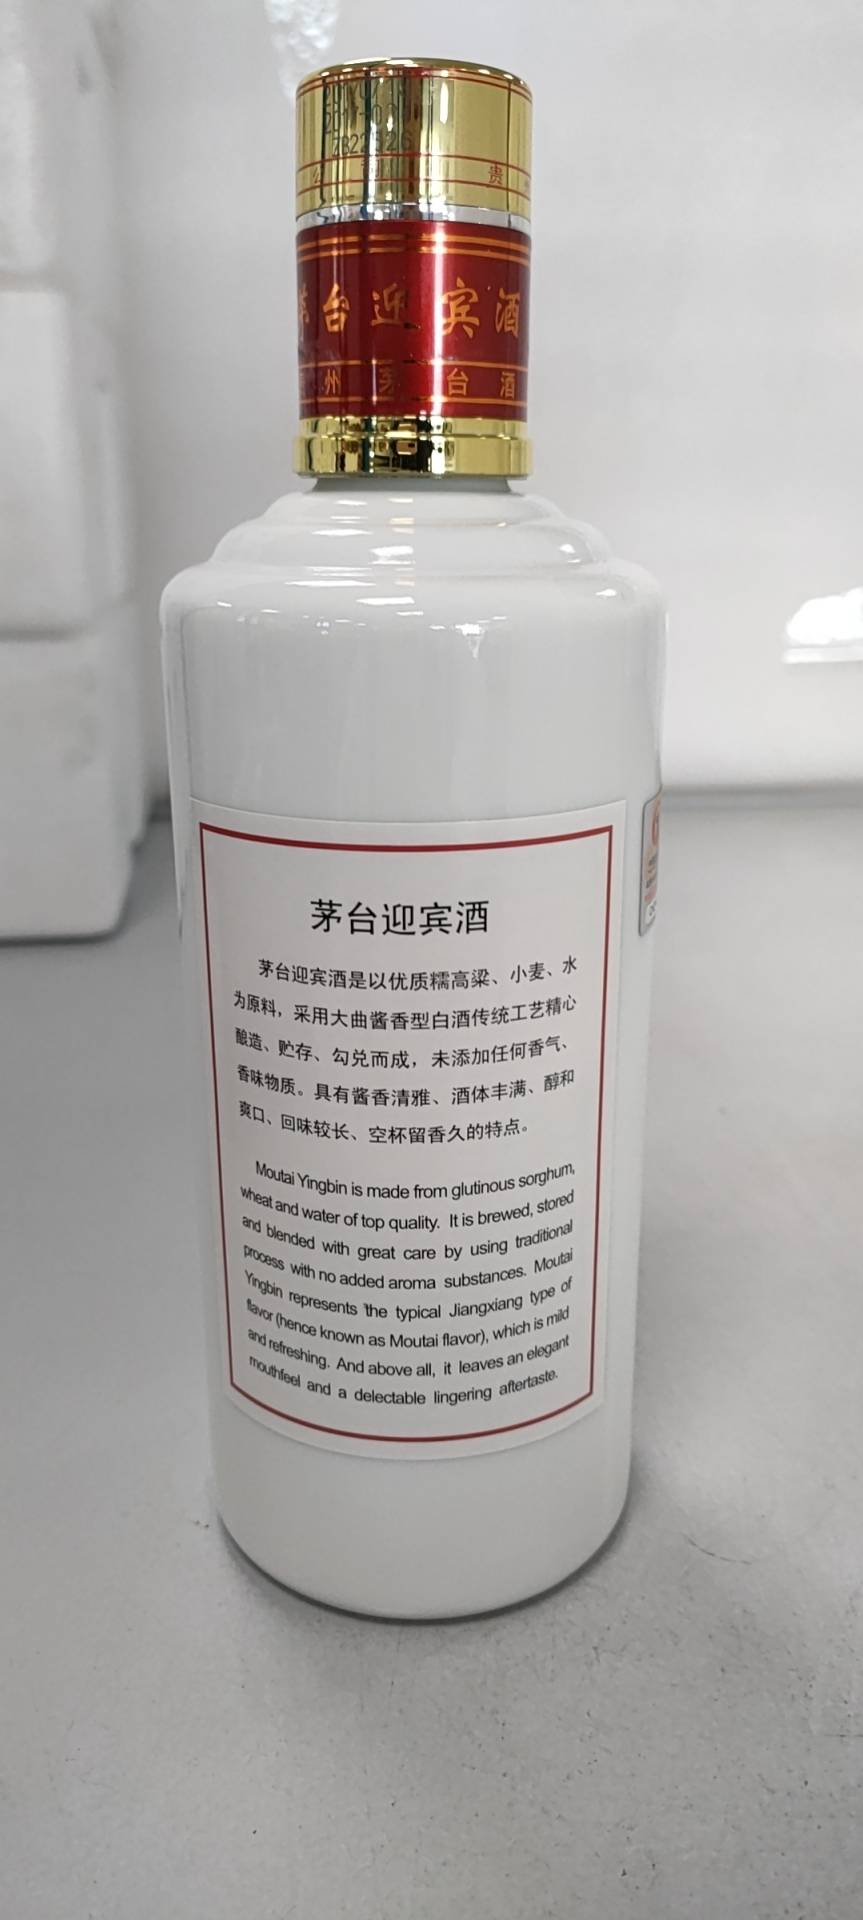 公 司 贵
茅台迎宾酒
州 茅 台 酒
茅台迎宾酒
茅台迎宾酒是以优质糯高粱、小麦、水
为原料，采用大曲酱香型白酒传统工艺精心
酿造、贮存、勾兑而成，未添加任何香气、
香味物质。具有酱香清雅、酒体丰满、醇和
爽口、回味较长、空杯留香久的特点。
Moutai Yingbin is made from glutinous sorghum,
wheat and water of top quality. It is brewed, stored
and blended with great care by using traditional
process with no added aroma substances. Moutai
Yingbin represents the typical Jiangxiang type of
flavor (hence known as Moutai flavor), which is mild
and refreshing. And above all, it leaves an elegant
mouthfeel and a delectable lingering aftertaste.